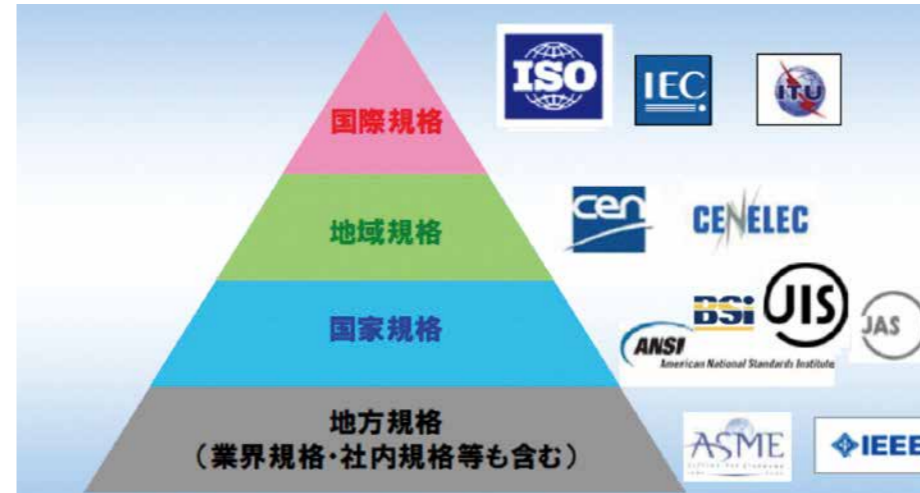 ISO
IEC
ITU
国際規格
cen
CENELEC
地域規格
BSi
JIS
JAS
国家規格
ANSI
American National Standards Institute
地方規格
(業界規格・社内規格等も含む)
ASME
IEEE